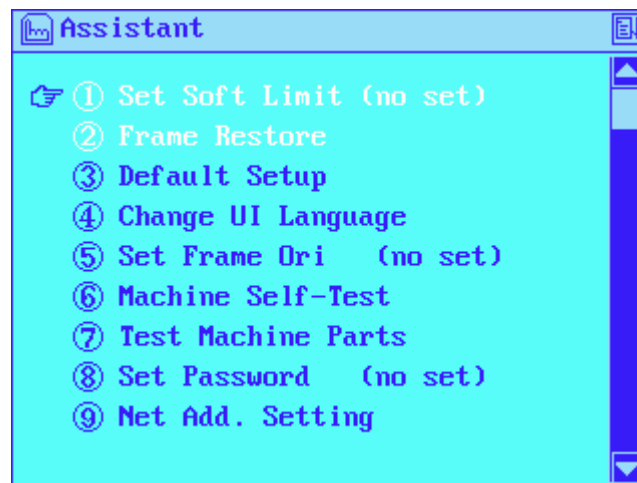 Assistant
① Set Soft Limit (no set)
② Frame Restore
③ Default Setup
④ Change UI Language
⑤ Set Frame Ori (no set)
⑥ Machine Self-Test
⑦ Test Machine Parts
⑧ Set Password (no set)
⑨ Net Add. Setting